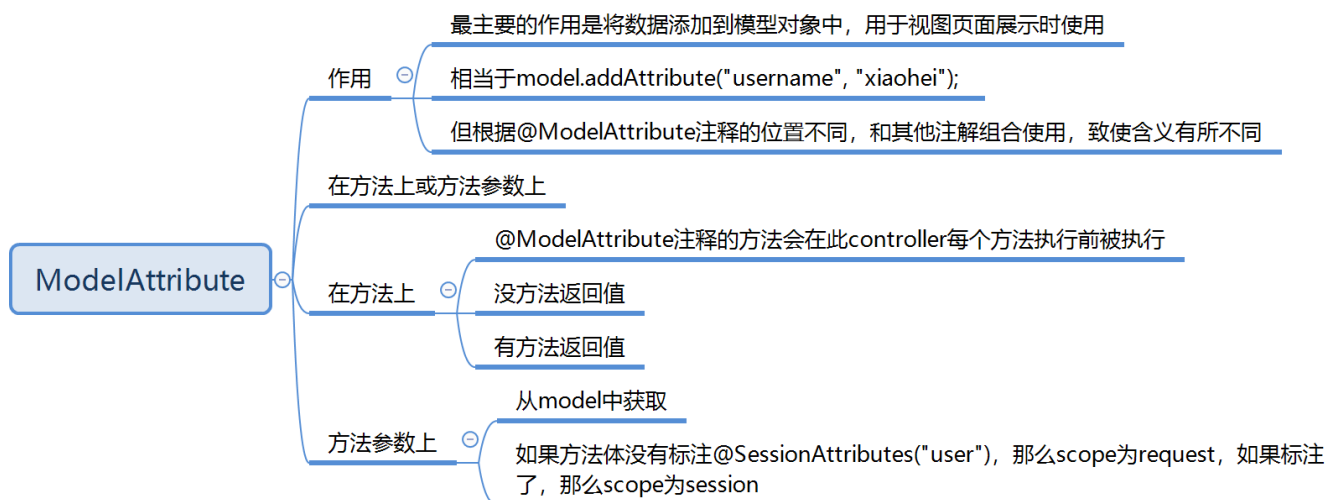 最主要的作用是将数据添加到模型对象中，用于视图页面展示时使用
作用
相当于model.addAttribute("username", "xiaohei");
但根据@ModelAttribute注释的位置不同，和其他注解组合使用，致使含义有所不同
在方法上或方法参数上
@ModelAttribute注释的方法会在此controller每个方法执行前被执行
ModelAttribute
在方法上
没方法返回值
有方法返回值
从model中获取
方法参数上
如果方法体没有标注@SessionAttributes("user")，那么scope为request，如果标注
了，那么scope为session